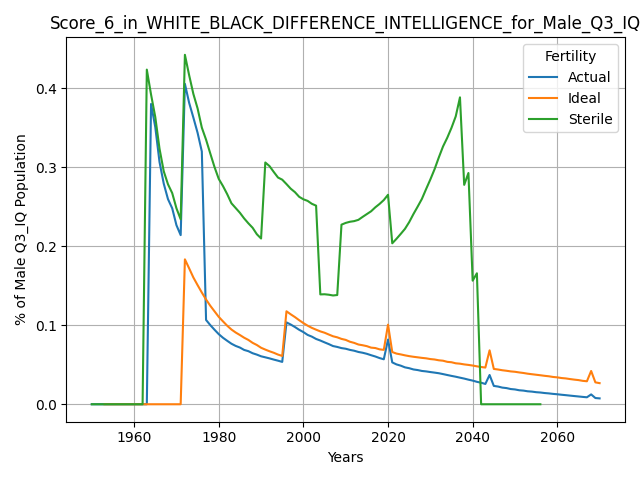 Score_6_in_WHITE_BLACK_DIFFERENCE_INTELLIGENCE_for_Male_Q3_IQ
Fertility
Actual
Ideal
Sterile
% of Male Q3_IQ Population
0.4
0.3
0.2
0.1
0.0
1960 1980 2000 2020 2040 2060
Years